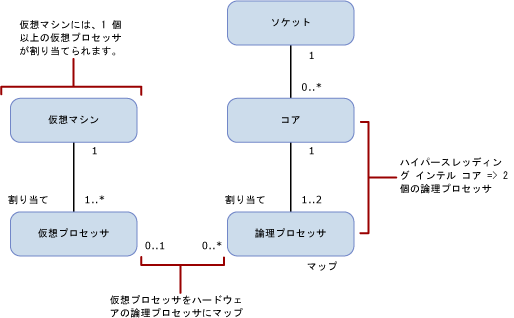 仮想マシンには、1 個
以上の仮想プロセッサ
が割り当てられます。
ソケット
1
0..*
仮想マシン
コア
1
1
ハイパースレッディン
グ インテル コア => 2
個の論理プロセッサ
割り当て
1..*
割り当て
1..2
仮想プロセッサ
論理プロセッサ
0..1
0..*
マップ
仮想プロセッサをハードウェ
アの論理プロセッサにマップ